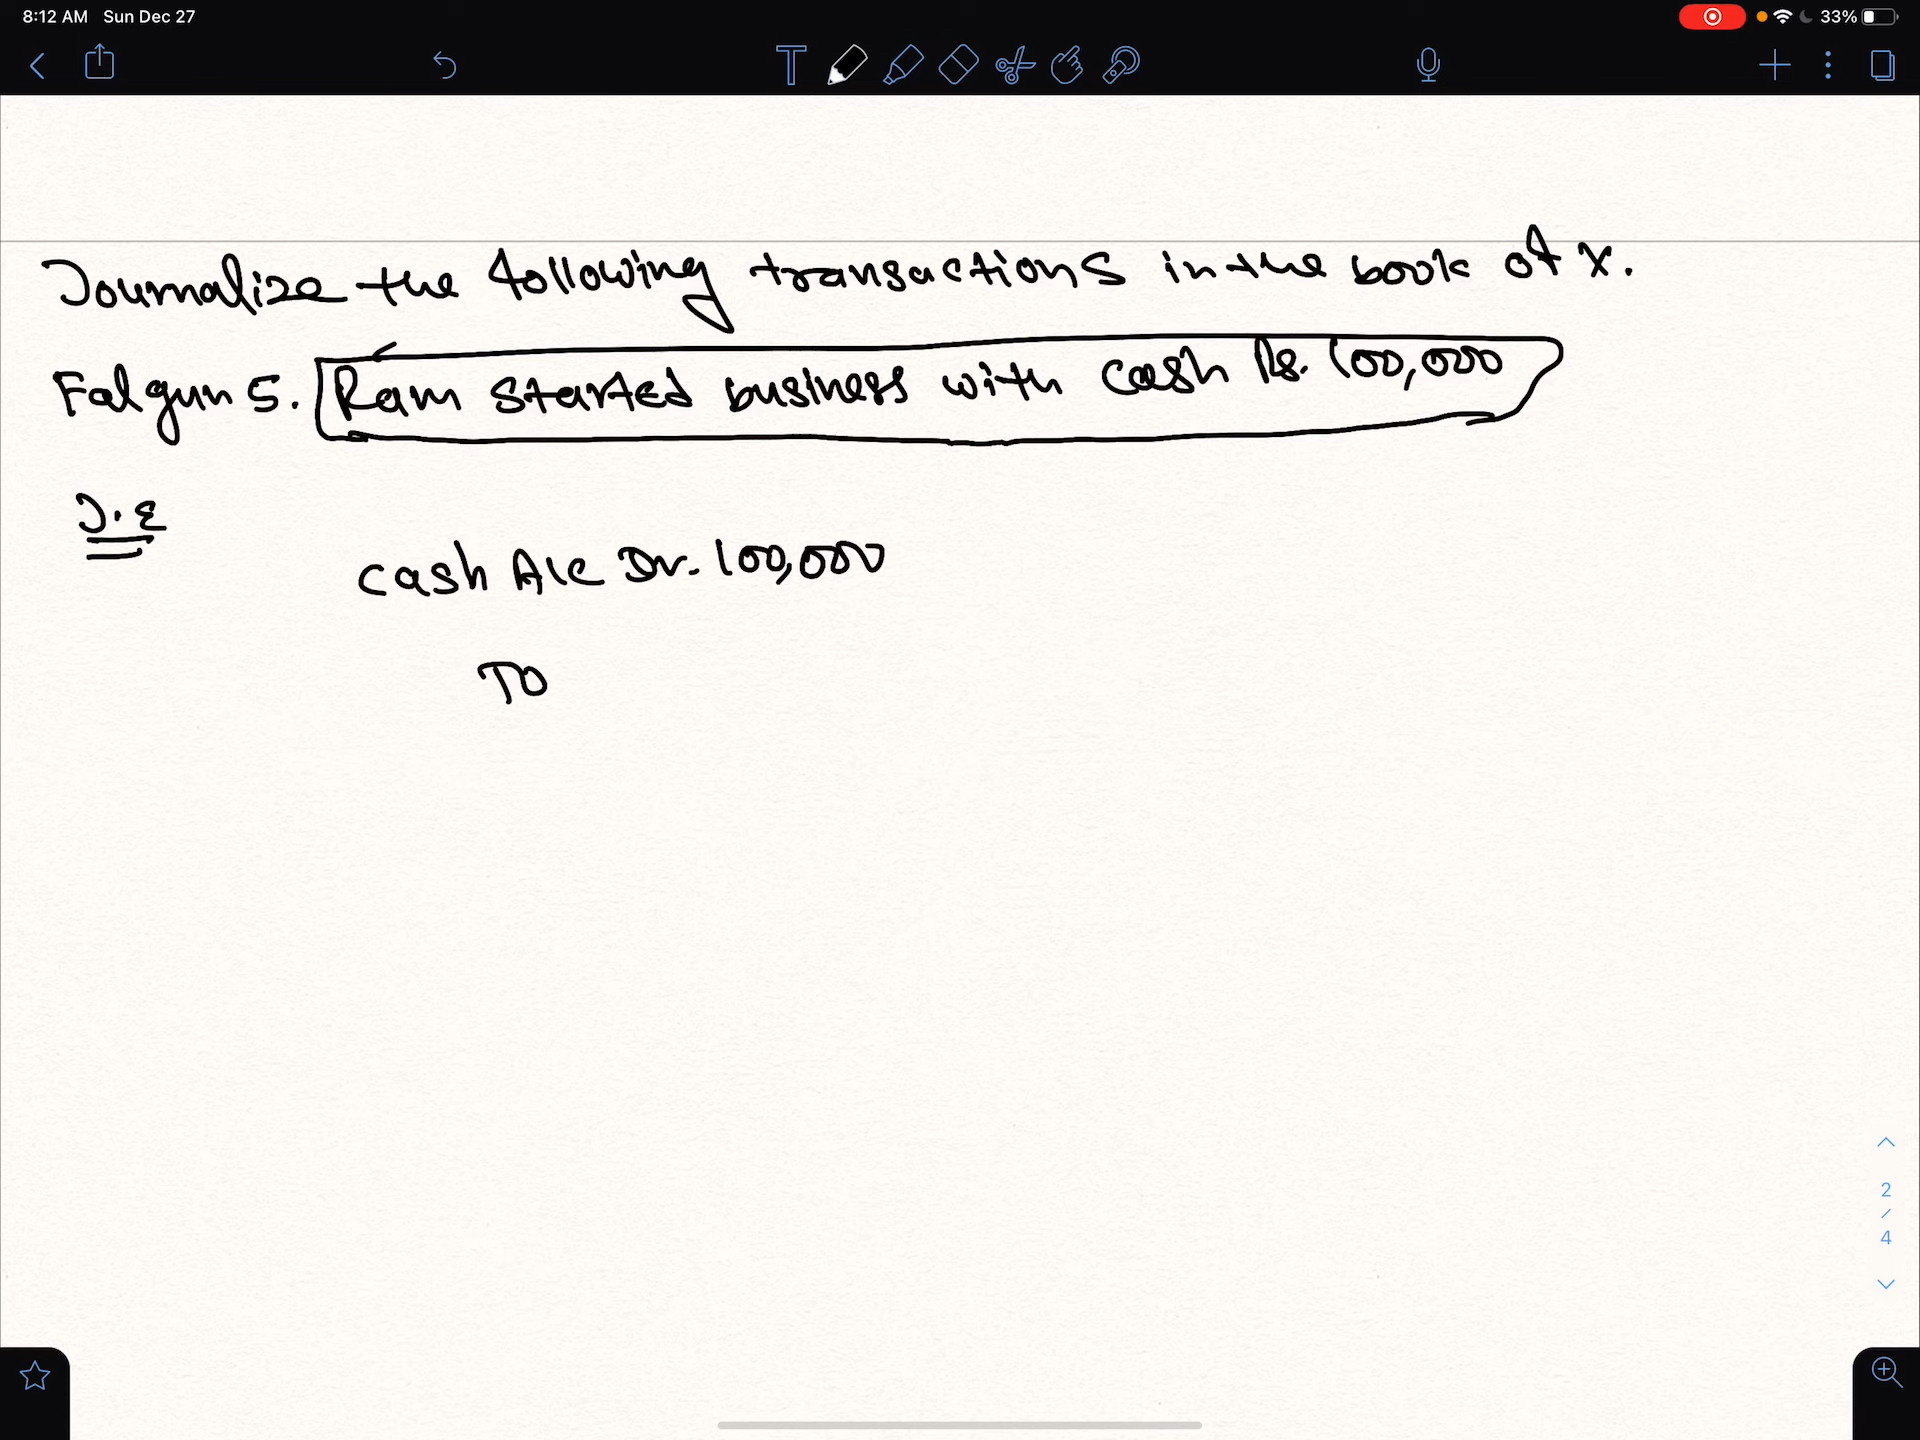 8:12 AM Sun Dec 27
33%
T
Journalize the following transactions in the book of X.
Falgun 5. Ram started business with cash Rs. 100,000
J.E
Cash A/c Dr. 100,000
To
2
/
4